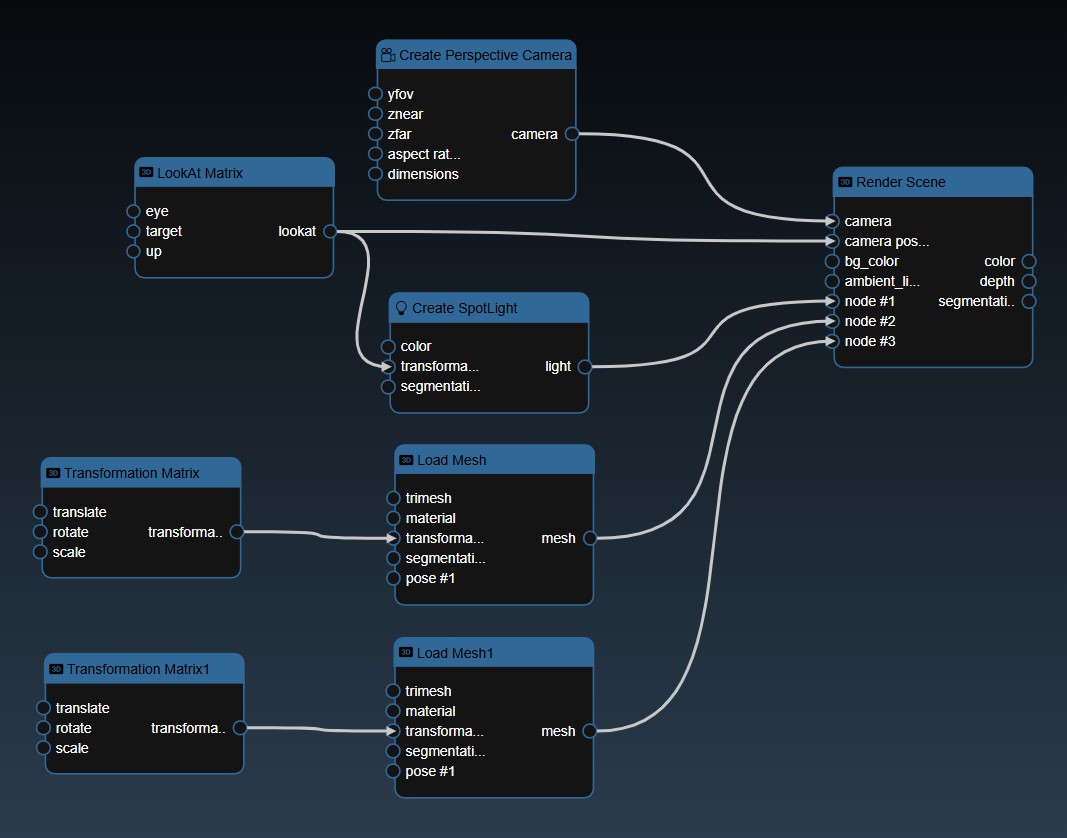 Create Perspective Camera
yfov
znear
zfar
camera
aspect rat...
dimensions
3D LookAt Matrix
eye
target
lookat
up
3D Render Scene
camera
camera pos...
bg_color
color
ambient_li...
depth
node #1
segmentati..
node #2
node #3
Create SpotLight
color
transforma...
light
segmentati...
3D Transformation Matrix
translate
rotate
transforma..
scale
3D Load Mesh
trimesh
material
transforma...
mesh
segmentati...
pose #1
3D Transformation Matrix1
translate
rotate
transforma..
scale
3D Load Mesh1
trimesh
material
transforma...
mesh
segmentati...
pose #1